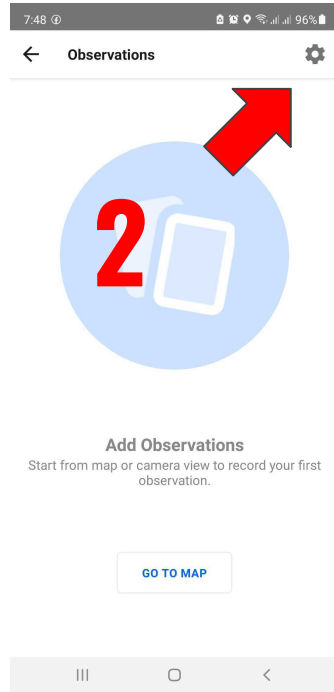 7:48
96%
Observations
2
Add Observations
Start from map or camera view to record your first
observation.
GO TO MAP